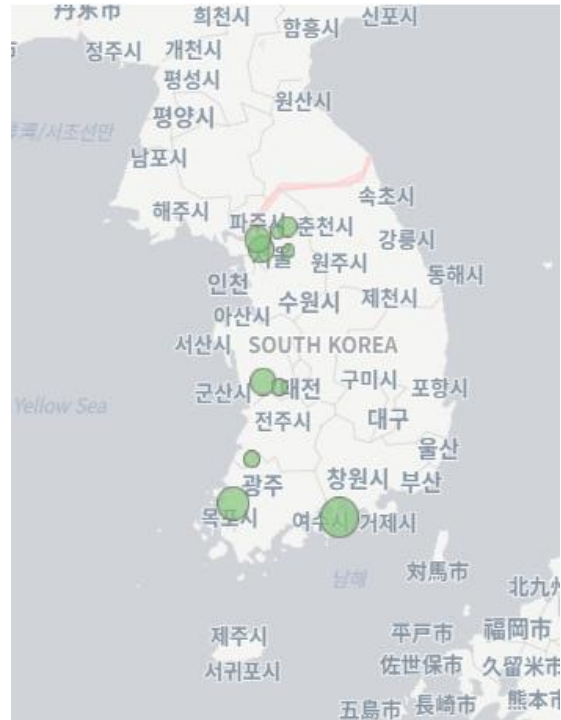 丹东市
희천시
신포시
함흥시
정주시
개천시
평성시
원산시
평양시
湾/서조선만
남포시
해주시
속초시
파주시
춘천시
강릉시
서울
원주시
동해시
인천
수원시
제천시
아산시
서산시
SOUTH KOREA
군산시
대전
구미시
포항시
Yellow Sea
전주시
대구
울산
광주
창원시
부산
목포시
여수시
거제시
남해
対馬市
北九州
제주시
平戸市
福岡市
서귀포시
佐世保市
久留米市
五島市
長崎市
熊本市